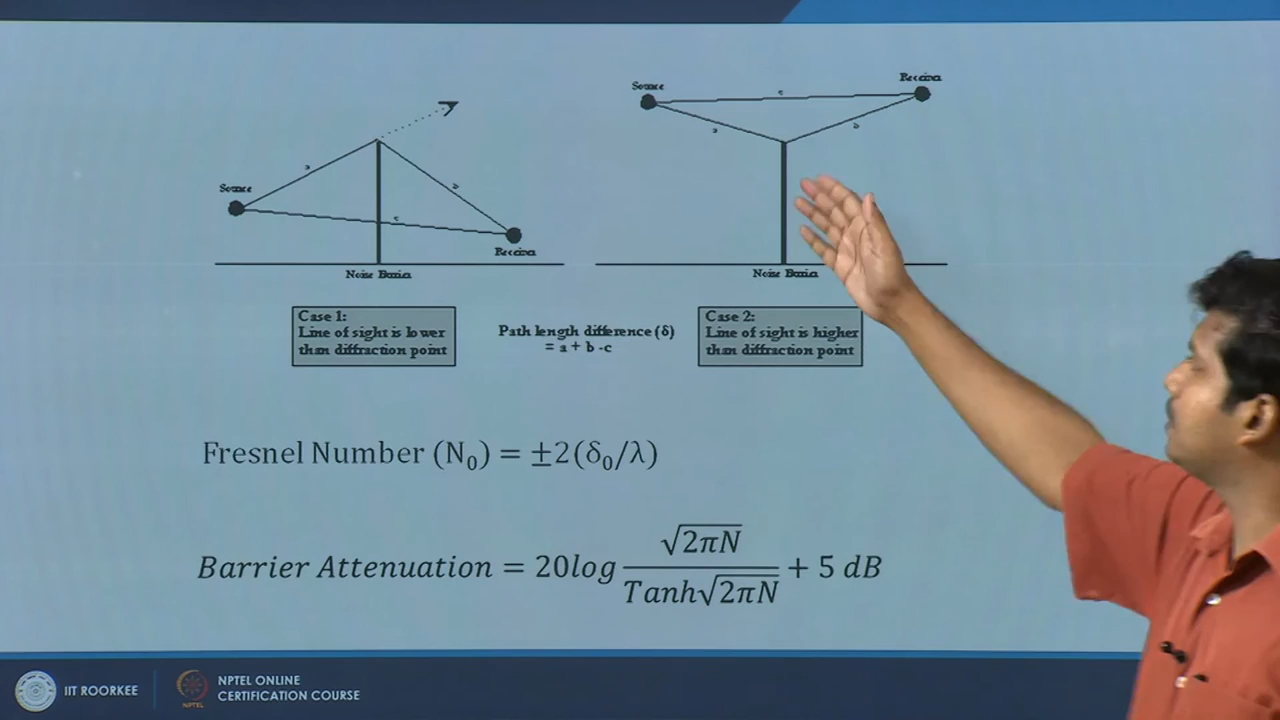 Source
a
b
c
Receiver
Noise Barrier
Source
c
Receiver
a
b
Noise Barrier
Case 1:
Line of sight is lower
than diffraction point
Path length difference (δ)
= a + b -c
Case 2:
Line of sight is higher
than diffraction point
Fresnel Number (N₀) = ±2(δ₀/λ)
Barrier Attenuation = 20log √2πN / Tanh√2πN + 5 dB
IIT ROORKEE
NPTEL
NPTEL ONLINE
CERTIFICATION COURSE